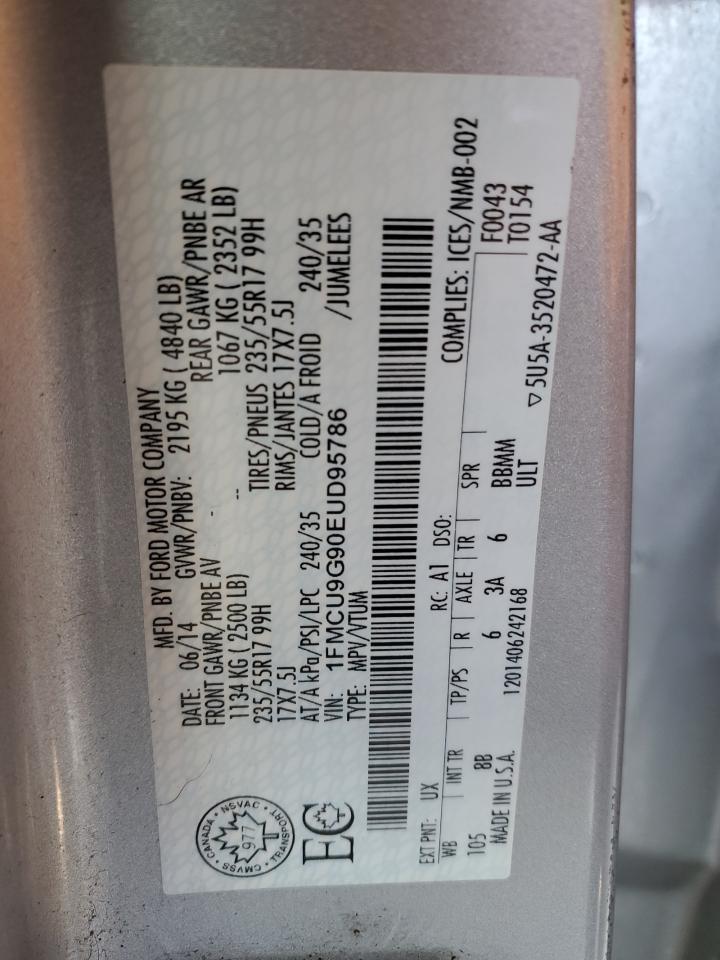 MFD. BY FORD MOTOR COMPANY
DATE: 06/14 GVWR/PNBV: 2195 KG ( 4840 LB)
FRONT GAWR/PNBE AV - REAR GAWR/PNBE AR
1134 KG ( 2500 LB) -- 1067 KG ( 2352 LB)
235/55R17 99H TIRES/PNEUS 235/55R17 99H
17X7.5J RIMS/JANTES 17X7.5J
AT/A kPa/PSI/LPC 240/35 COLD/A FROID 240/35
VIN: 1FMCU9G90EUD95786 /JUMELEES
TYPE: MPV/VTUM
CMVSS • CANADA • NSVAC • TRANSPORT
977
EC
EXT PNT: UX RC: A1 DSO: COMPLIES: ICES/NMB-002
WB INT TR TP/PS R AXLE TR SPR F0043
105 8B 6 3A 6 BBMM T0154
ULT
MADE IN U.S.A. 1201406242168 ▽5U5A-3520472-AA